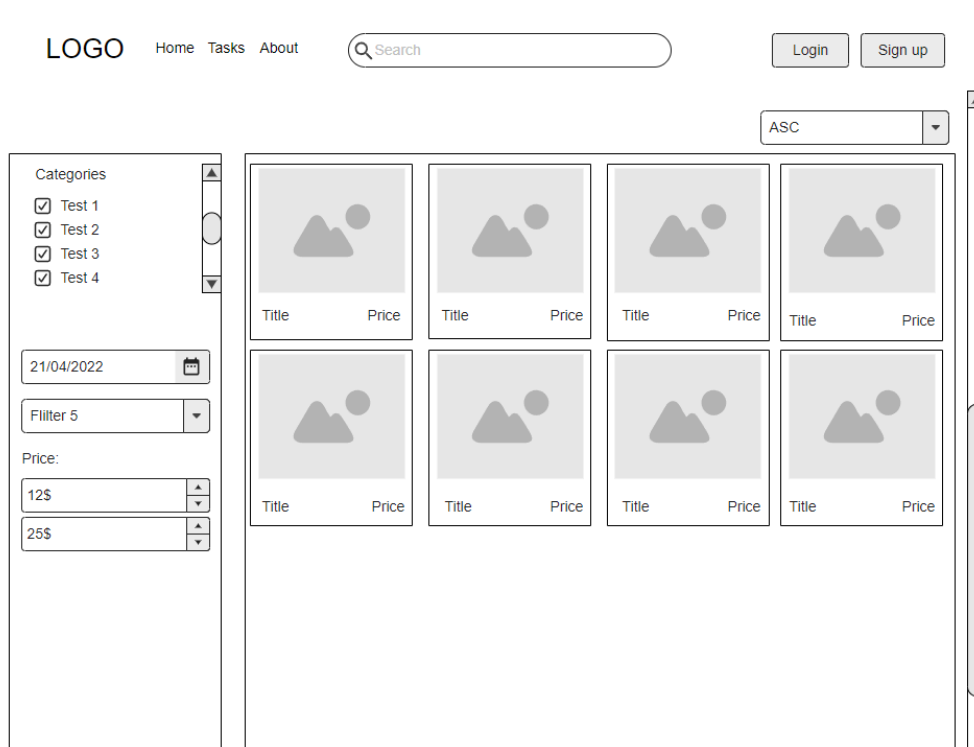 LOGO Home Tasks About Search Login Sign up
ASC
Categories
Test 1
Test 2
Test 3
Test 4
21/04/2022
Flilter 5
Price:
12$
25$
Title Price Title Price Title Price Title Price
Title Price Title Price Title Price Title Price